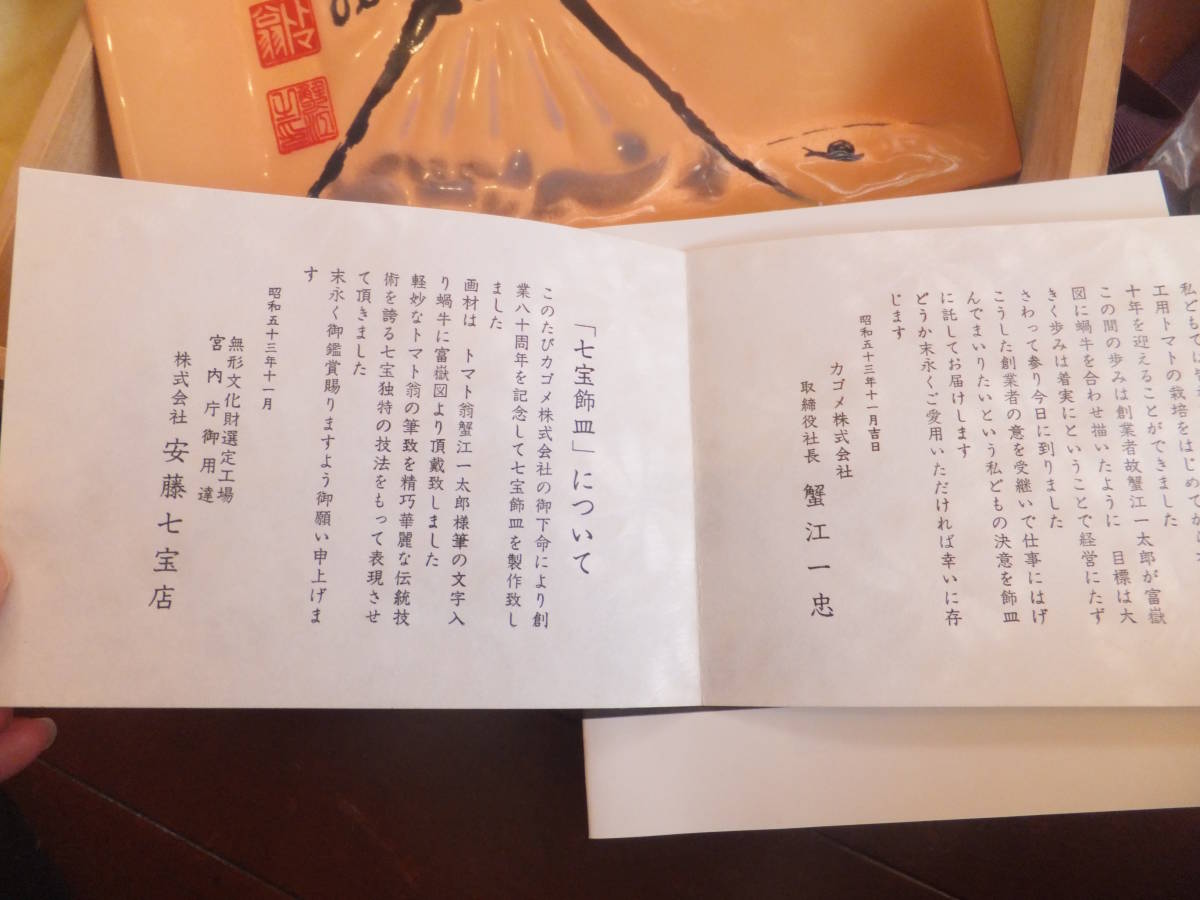 工用トマトの栽培をはじめてから
十年を迎えることができました
この間の歩みは創業者故蟹江一太郎が富嶽
図に蝸牛を合わせ描いたように　目標は大
きく歩みは着実にということで経営にたず
さわって参り今日に到りました
こうした創業者の意を受継いで仕事にはげ
んでまいりたいという私どもの決意を飾皿
に託してお届けします
どうか末永くご愛用いただければ幸いに存
じます
昭和五十三年十一月吉日
カゴメ株式会社
取締役社長　蟹江一忠
「七宝飾皿」について
このたびカゴメ株式会社の御下命により創
業八十周年を記念して七宝飾皿を製作致し
ました
画材は　トマト翁蟹江一太郎様筆の文字入
り蝸牛に富嶽図より頂戴致しました
軽妙なトマト翁の筆致を精巧華麗な伝統技
術を誇る七宝独特の技法をもって表現させ
て頂きました
末永く御鑑賞賜りますよう御願い申上げま
す
昭和五十三年十一月
無形文化財選定工場
宮内庁御用達
株式会社　安藤七宝店